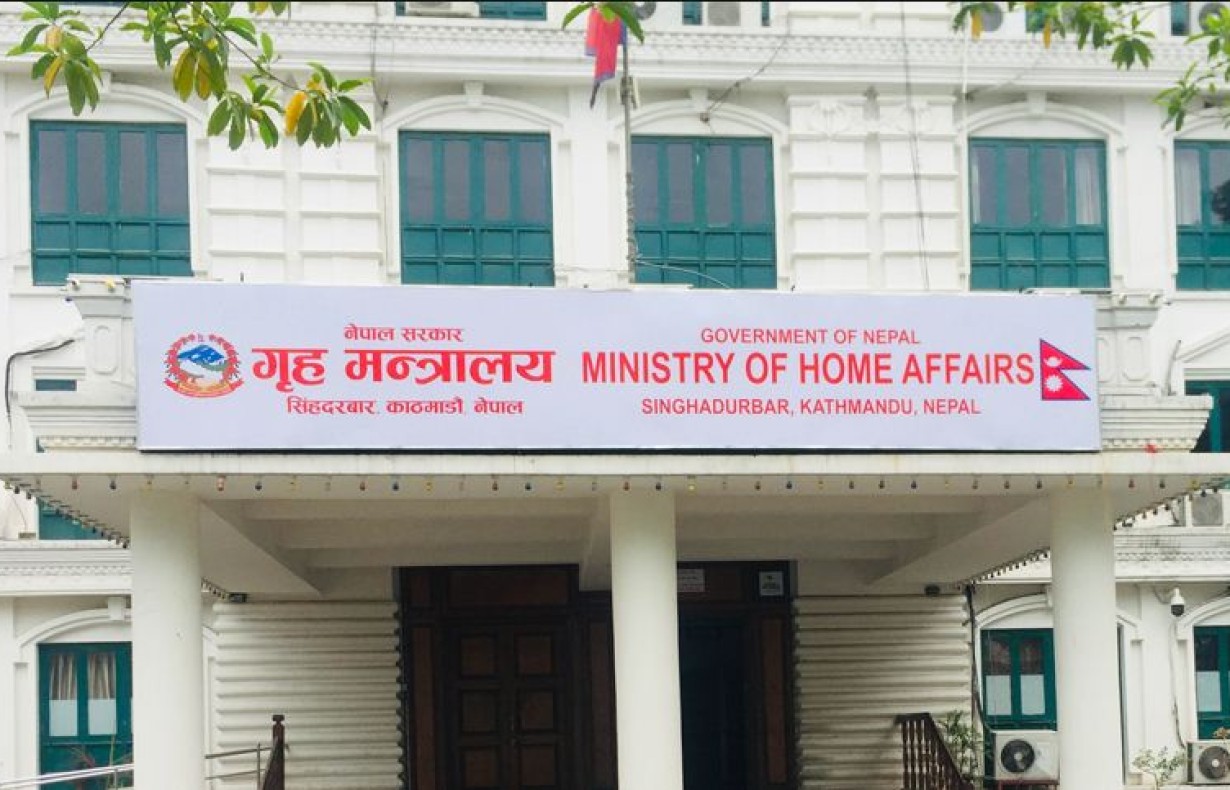 नेपाल सरकार
गृह मन्त्रालय
सिंहदरबार, काठमाडौं, नेपाल
GOVERNMENT OF NEPAL
MINISTRY OF HOME AFFAIRS
SINGHADURBAR, KATHMANDU, NEPAL